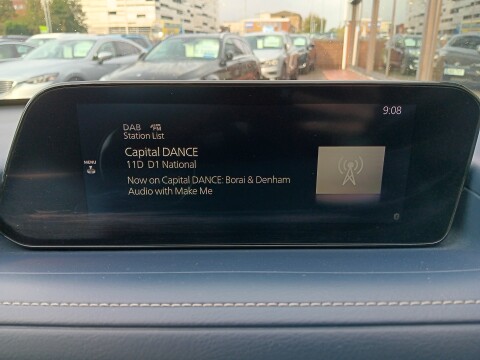 9:08
DAB
Station List
MENU
Capital DANCE
11D D1 National
Now on Capital DANCE: Borai & Denham
Audio with Make Me